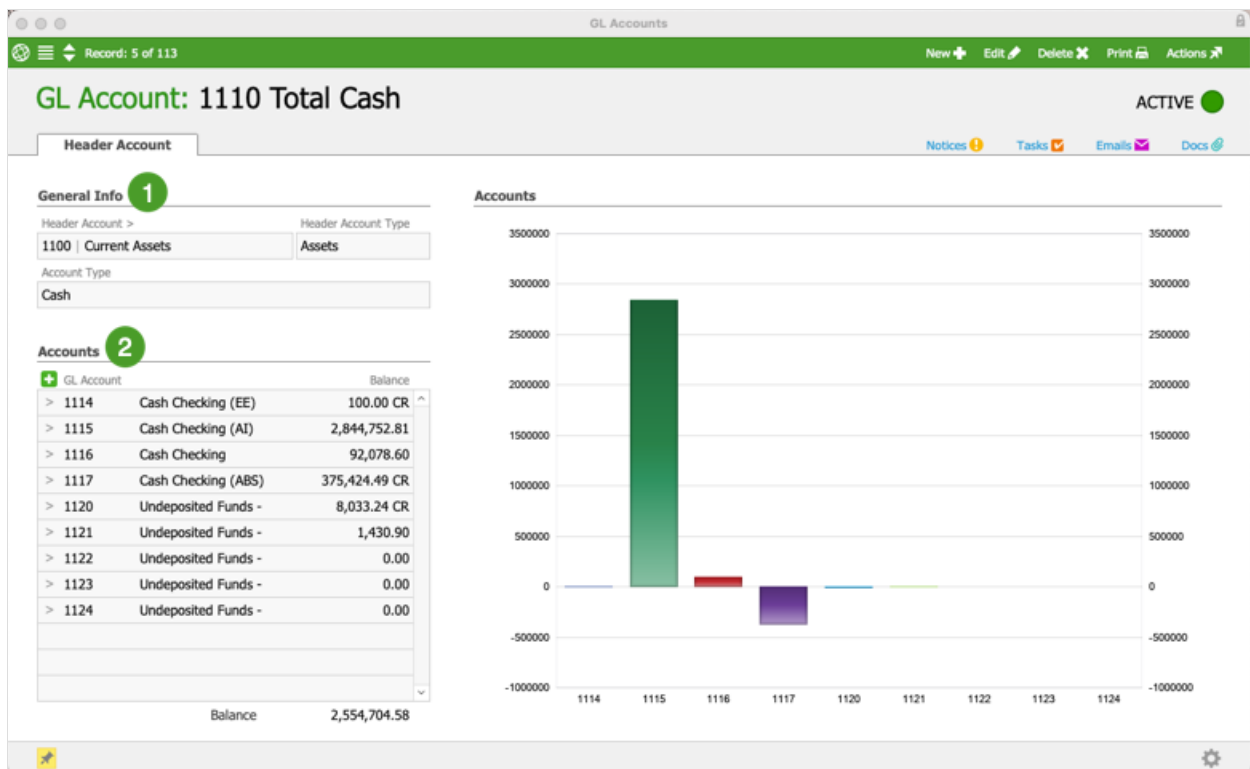 GL Accounts
Record: 5 of 113
New Edit Delete Print Actions
GL Account: 1110 Total Cash
ACTIVE
Header Account
Notices Tasks Emails Docs
General Info 1
Header Account > Header Account Type
1100 | Current Assets Assets
Account Type
Cash
Accounts 2
GL Account Balance
> 1114 Cash Checking (EE) 100.00 CR
> 1115 Cash Checking (AI) 2,844,752.81
> 1116 Cash Checking 92,078.60
> 1117 Cash Checking (ABS) 375,424.49 CR
> 1120 Undeposited Funds - 8,033.24 CR
> 1121 Undeposited Funds - 1,430.90
> 1122 Undeposited Funds - 0.00
> 1123 Undeposited Funds - 0.00
> 1124 Undeposited Funds - 0.00
Balance 2,554,704.58
Accounts
3500000 3500000
3000000 3000000
2500000 2500000
2000000 2000000
1500000 1500000
1000000 1000000
500000 500000
0 0
-500000 -500000
-1000000 -1000000
1114 1115 1116 1117 1120 1121 1122 1123 1124